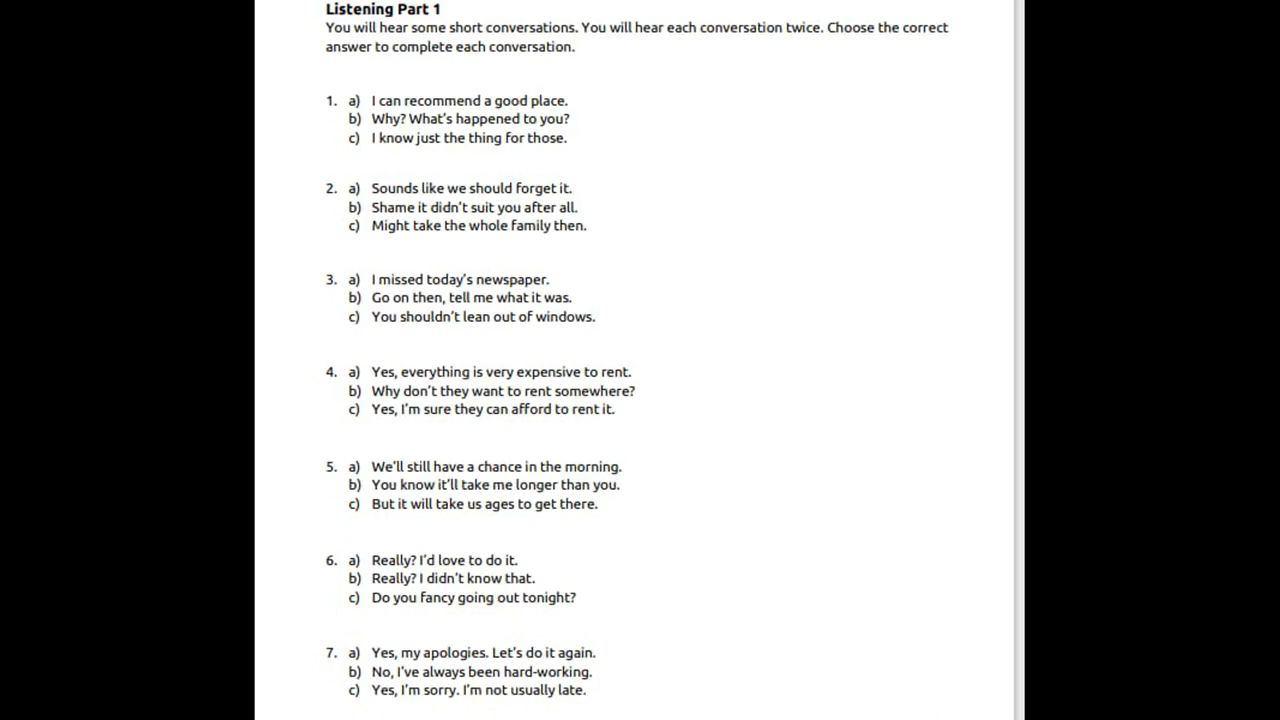 Listening Part 1
You will hear some short conversations. You will hear each conversation twice. Choose the correct
answer to complete each conversation.
1. a) I can recommend a good place.
b) Why? What's happened to you?
c) I know just the thing for those.
2. a) Sounds like we should forget it.
b) Shame it didn't suit you after all.
c) Might take the whole family then.
3. a) I missed today's newspaper.
b) Go on then, tell me what it was.
c) You shouldn't lean out of windows.
4. a) Yes, everything is very expensive to rent.
b) Why don't they want to rent somewhere?
c) Yes, I'm sure they can afford to rent it.
5. a) We'll still have a chance in the morning.
b) You know it'll take me longer than you.
c) But it will take us ages to get there.
6. a) Really? I'd love to do it.
b) Really? I didn't know that.
c) Do you fancy going out tonight?
7. a) Yes, my apologies. Let's do it again.
b) No, I've always been hard-working.
c) Yes, I'm sorry. I'm not usually late.